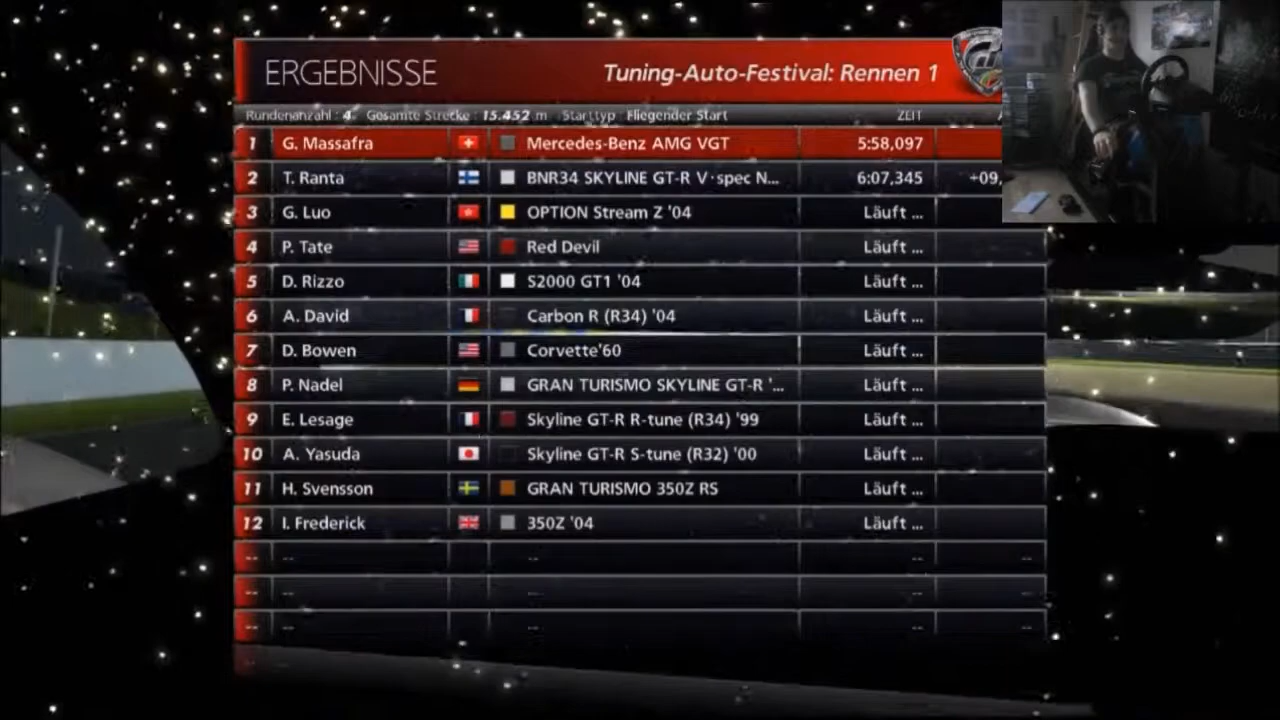 ERGEBNISSE Tuning-Auto-Festival: Rennen 1
Rundenanzahl : 4 Gesamte Strecke : 15.452 m Starttyp : Fliegender Start ZEIT
1 G. Massafra Mercedes-Benz AMG VGT 5:58,097
2 T. Ranta BNR34 SKYLINE GT-R V·spec N... 6:07,345 +09,
3 G. Luo OPTION Stream Z '04 Läuft ...
4 P. Tate Red Devil Läuft ...
5 D. Rizzo S2000 GT1 '04 Läuft ...
6 A. David Carbon R (R34) '04 Läuft ...
7 D. Bowen Corvette'60 Läuft ...
8 P. Nadel GRAN TURISMO SKYLINE GT-R '... Läuft ...
9 E. Lesage Skyline GT-R R-tune (R34) '99 Läuft ...
10 A. Yasuda Skyline GT-R S-tune (R32) '00 Läuft ...
11 H. Svensson GRAN TURISMO 350Z RS Läuft ...
12 I. Frederick 350Z '04 Läuft ...
-- -- -- -- --
-- -- -- -- --
-- -- -- -- --